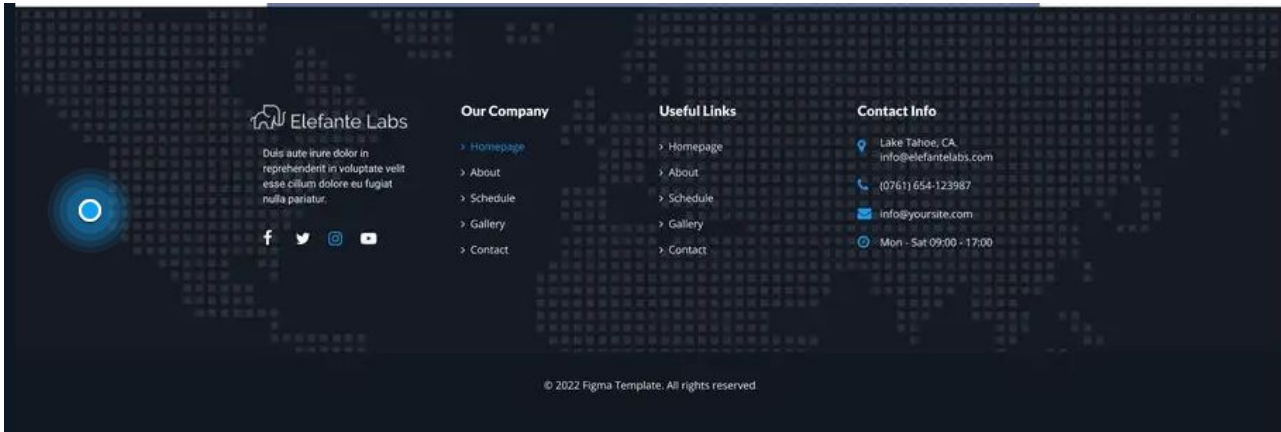 Elefante Labs
Duis aute irure dolor in
reprehenderit in voluptate velit
esse cillum dolore eu fugiat
nulla pariatur.
Our Company
> Homepage
> About
> Schedule
> Gallery
> Contact
Useful Links
> Homepage
> About
> Schedule
> Gallery
> Contact
Contact Info
Lake Tahoe, CA.
info@elefantelabs.com
(0761) 654-123987
info@yoursite.com
Mon - Sat 09:00 - 17:00
© 2022 Figma Template. All rights reserved